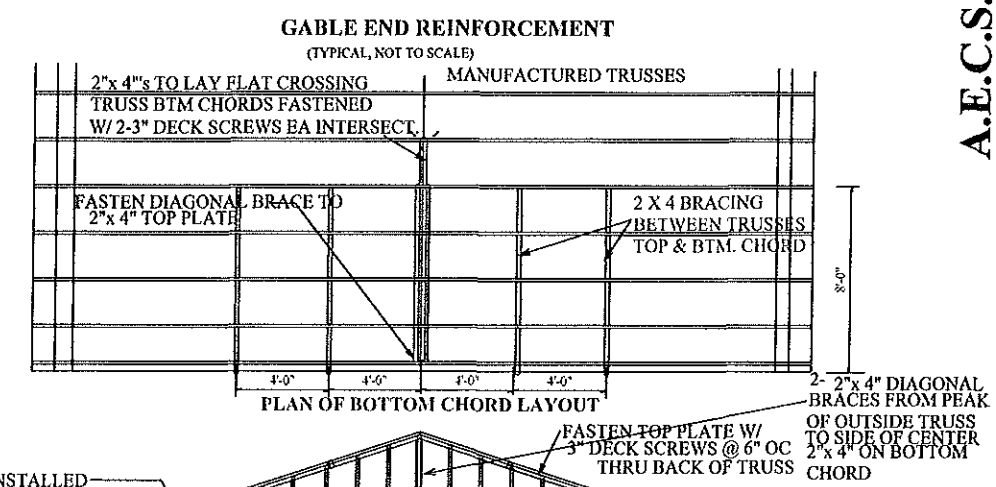 GABLE END REINFORCEMENT
(TYPICAL, NOT TO SCALE)
A.E.C.S.
2"x 4"'s TO LAY FLAT CROSSING
TRUSS BTM CHORDS FASTENED
W/ 2-3" DECK SCREWS EA INTERSECT.
MANUFACTURED TRUSSES
FASTEN DIAGONAL BRACE TO
2"x 4" TOP PLATE
2 X 4 BRACING
BETWEEN TRUSSES
TOP & BTM. CHORD
8'-0"
4'-0" 4'-0" 4'-0" 4'-0"
PLAN OF BOTTOM CHORD LAYOUT
2- 2"x 4" DIAGONAL
BRACES FROM PEAK
OF OUTSIDE TRUSS
TO SIDE OF CENTER
2"x 4" ON BOTTOM
CHORD
FASTEN TOP PLATE W/
3" DECK SCREWS @ 6" OC
THRU BACK OF TRUSS
NSTALLED